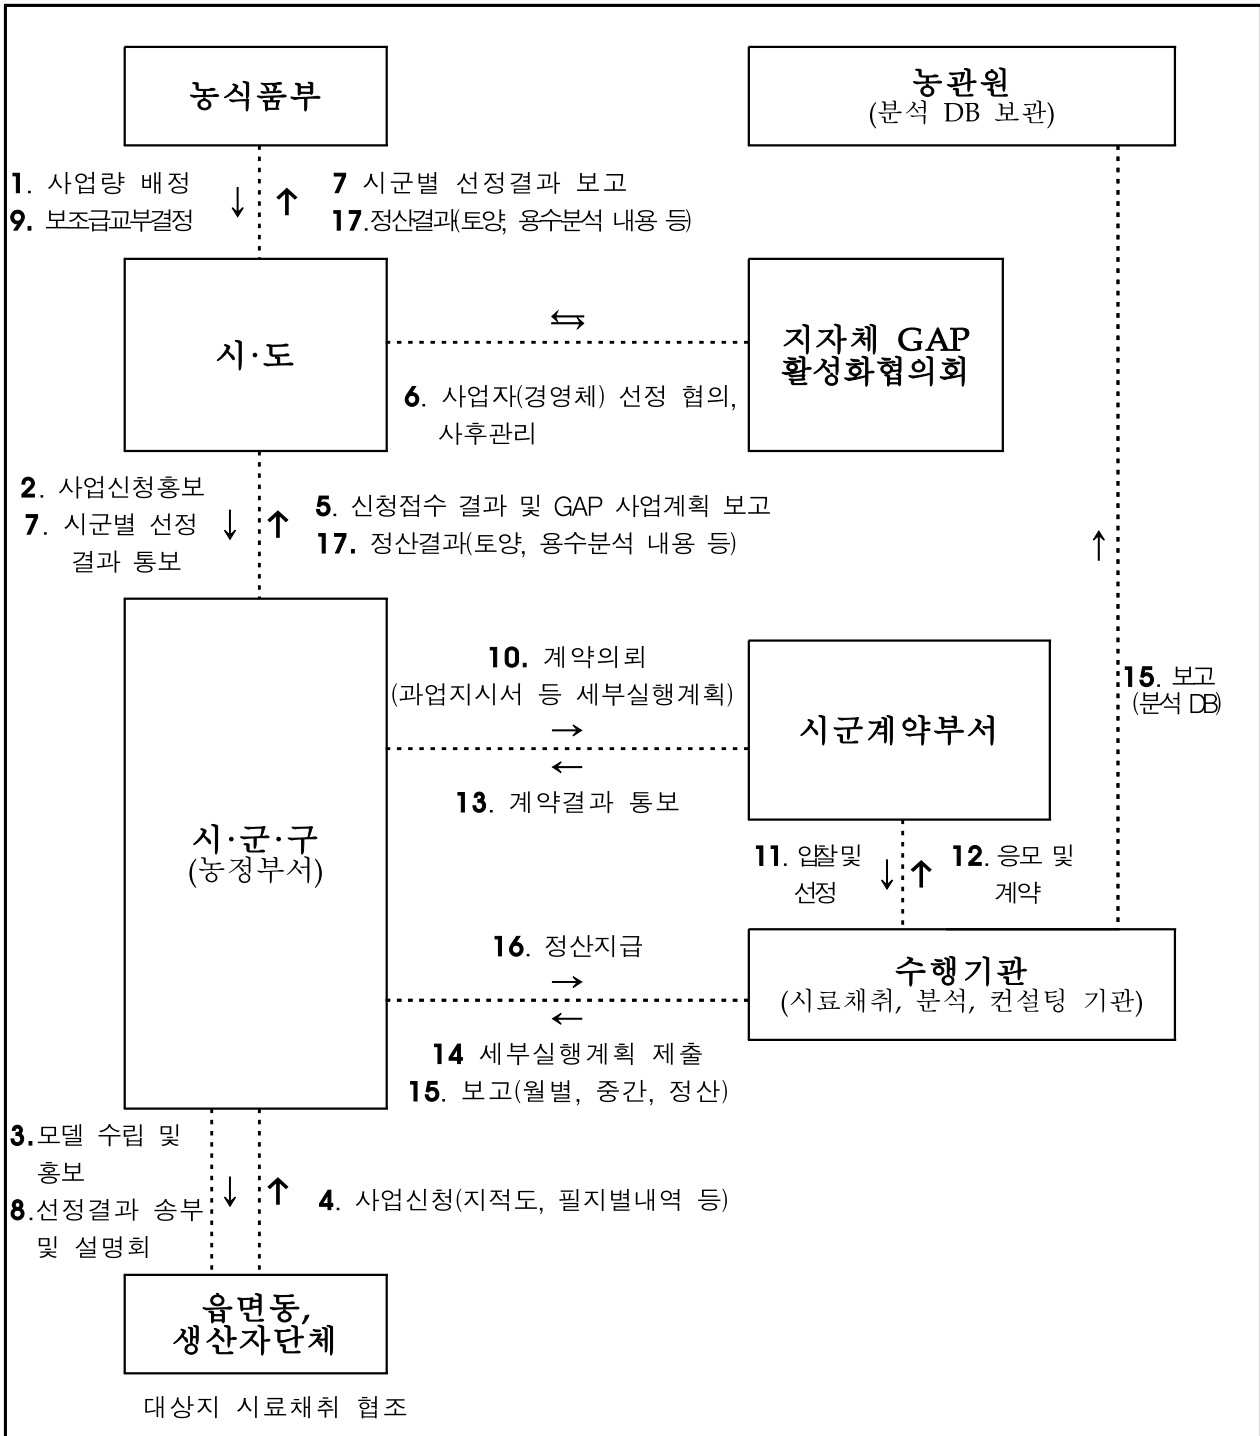 농식품부
농관원
(분석 DB 보관)
1. 사업량 배정
9. 보조급교부결정
↓ ↑
7 시군별 선정결과 보고
17.정산결과(토양, 용수분석 내용 등)
시·도
⇆
지자체 GAP
활성화협의회
6. 사업자(경영체) 선정 협의,
사후관리
2. 사업신청홍보
7. 시군별 선정
결과 통보
↓ ↑
5. 신청접수 결과 및 GAP 사업계획 보고
17. 정산결과(토양, 용수분석 내용 등)
↑
15. 보고
(분석 DB)
시·군·구
(농정부서)
10. 계약의뢰
(과업지시서 등 세부실행계획)
→
←
13. 계약결과 통보
시군계약부서
11. 입찰및
선정
↓ ↑
12. 응모 및
계약
16. 정산지급
→
←
14 세부실행계획 제출
15. 보고(월별, 중간, 정산)
수행기관
(시료채취, 분석, 컨설팅 기관)
3.모델 수립 및
홍보
8.선정결과 송부
및 설명회
↓ ↑
4. 사업신청(지적도, 필지별내역 등)
읍면동,
생산자단체
대상지 시료채취 협조